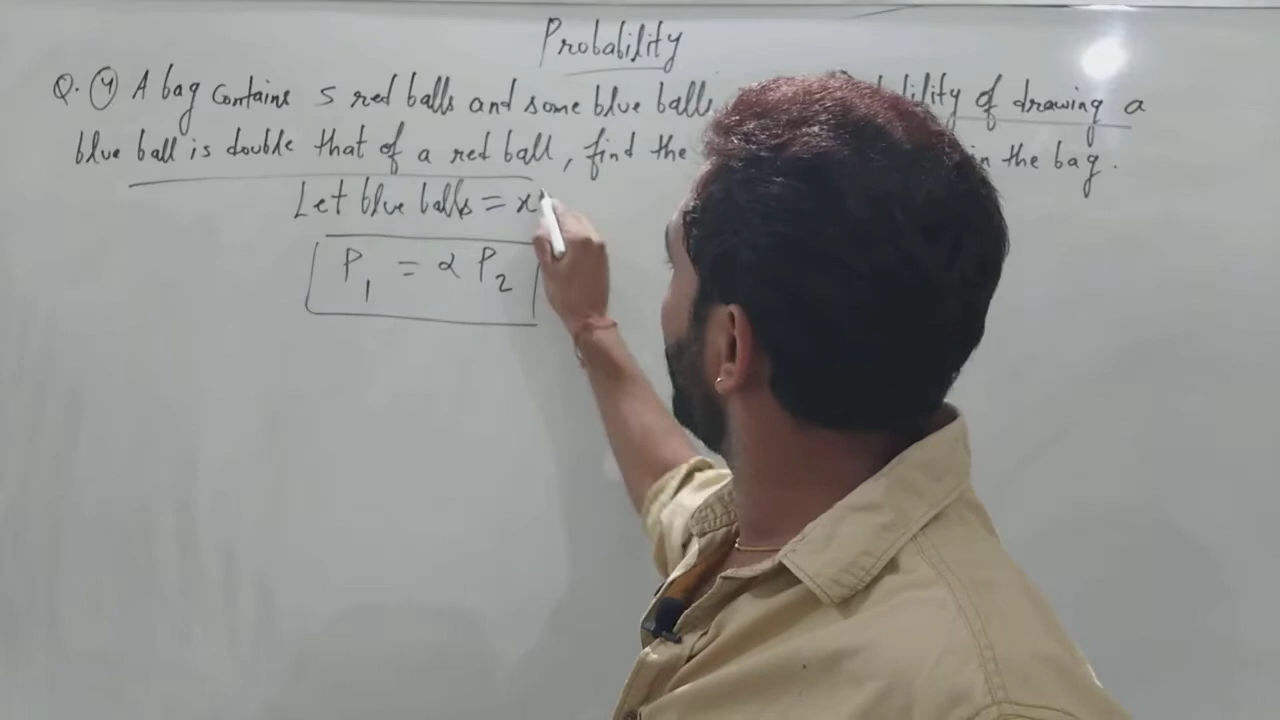 Probability
Q. 4 A bag contains 5 red balls and some blue balls bility of drawing a
blue ball is double that of a red ball, find the in the bag.
Let blue balls = x
P1 = 2 P2